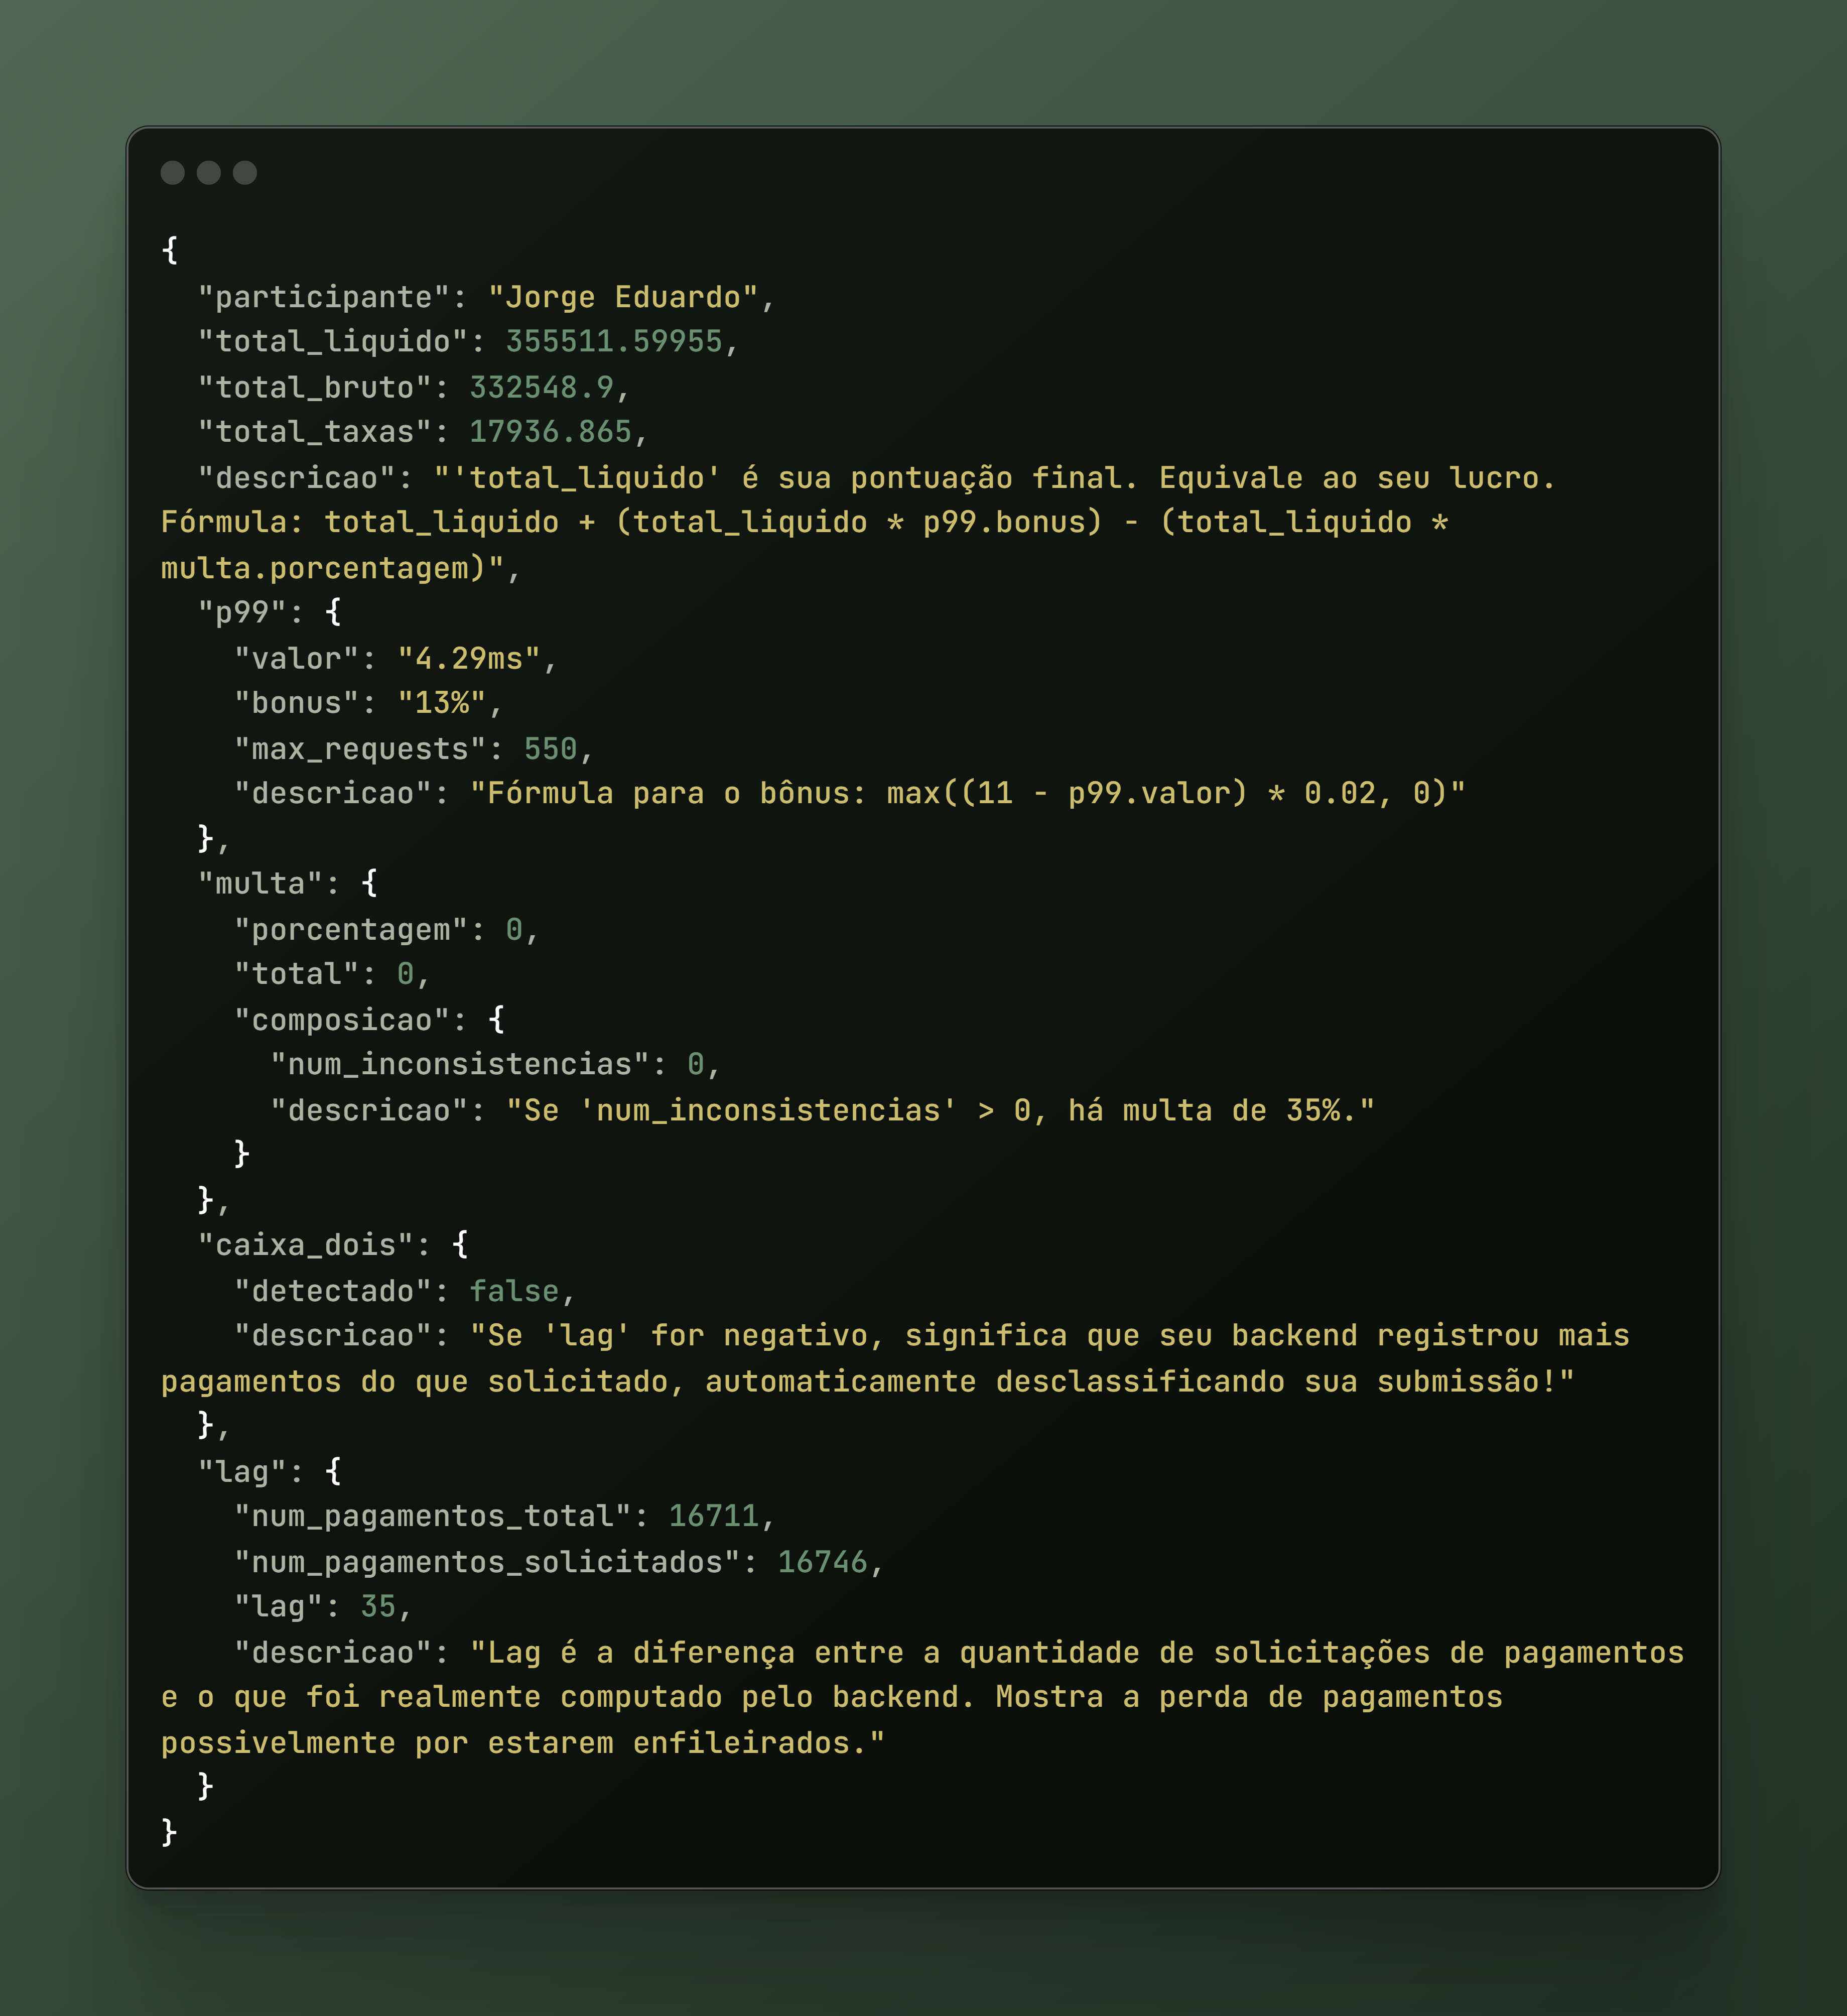 {
  "participante": "Jorge Eduardo",
  "total_liquido": 355511.59955,
  "total_bruto": 332548.9,
  "total_taxas": 17936.865,
  "descricao": "'total_liquido' é sua pontuação final. Equivale ao seu lucro.
Fórmula: total_liquido + (total_liquido * p99.bonus) - (total_liquido *
multa.porcentagem)",
  "p99": {
    "valor": "4.29ms",
    "bonus": "13%",
    "max_requests": 550,
    "descricao": "Fórmula para o bônus: max((11 - p99.valor) * 0.02, 0)"
  },
  "multa": {
    "porcentagem": 0,
    "total": 0,
    "composicao": {
      "num_inconsistencias": 0,
      "descricao": "Se 'num_inconsistencias' > 0, há multa de 35%."
    }
  },
  "caixa_dois": {
    "detectado": false,
    "descricao": "Se 'lag' for negativo, significa que seu backend registrou mais
pagamentos do que solicitado, automaticamente desclassificando sua submissão!"
  },
  "lag": {
    "num_pagamentos_total": 16711,
    "num_pagamentos_solicitados": 16746,
    "lag": 35,
    "descricao": "Lag é a diferença entre a quantidade de solicitações de pagamentos
e o que foi realmente computado pelo backend. Mostra a perda de pagamentos
possivelmente por estarem enfileirados."
  }
}